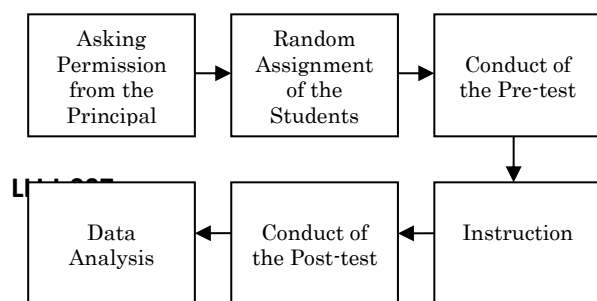 Asking
Permission
from the
Principal
Random
Assignment
of the
Students
Conduct of
the Pre-test
Instruction
Conduct of
the Post-test
Data
Analysis